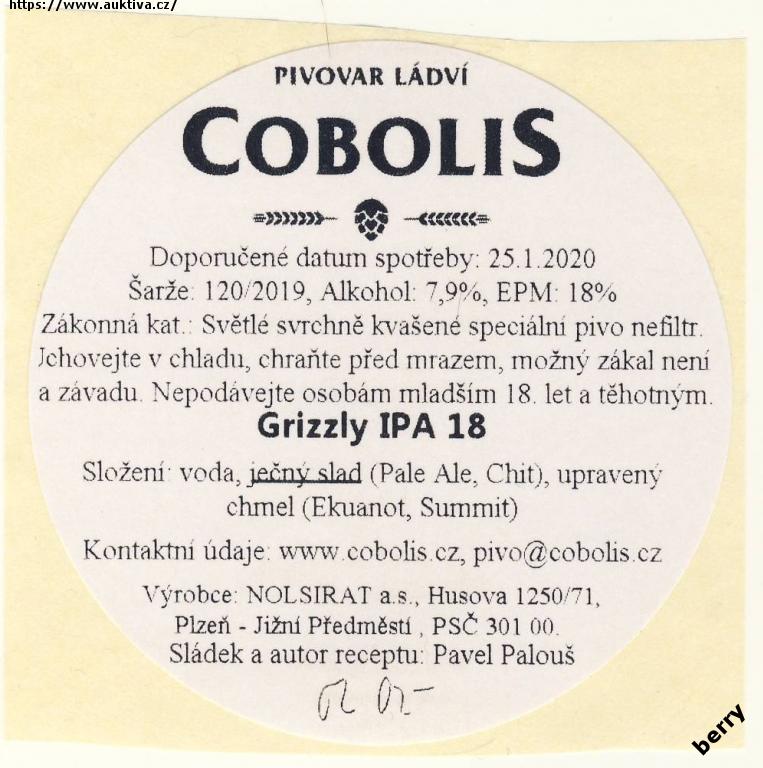 https://www.auktiva.cz/
PIVOVAR LÁDVÍ
COBOLIS
Doporučené datum spotřeby: 25.1.2020
Šarže: 120/2019, Alkohol: 7,9%, EPM: 18%
Zákonná kat.: Světlé svrchně kvašené speciální pivo nefiltr.
Uchovejte v chladu, chraňte před mrazem, možný zákal není
a závadu. Nepodávejte osobám mladším 18. let a těhotným.
Grizzly IPA 18
Složení: voda, ječný slad (Pale Ale, Chit), upravený
chmel (Ekuanot, Summit)
Kontaktní údaje: www.cobolis.cz, pivo@cobolis.cz
Výrobce: NOLSIRAT a.s., Husova 1250/71,
Plzeň - Jižní Předměstí , PSČ 301 00.
Sládek a autor receptu: Pavel Palouš
berry